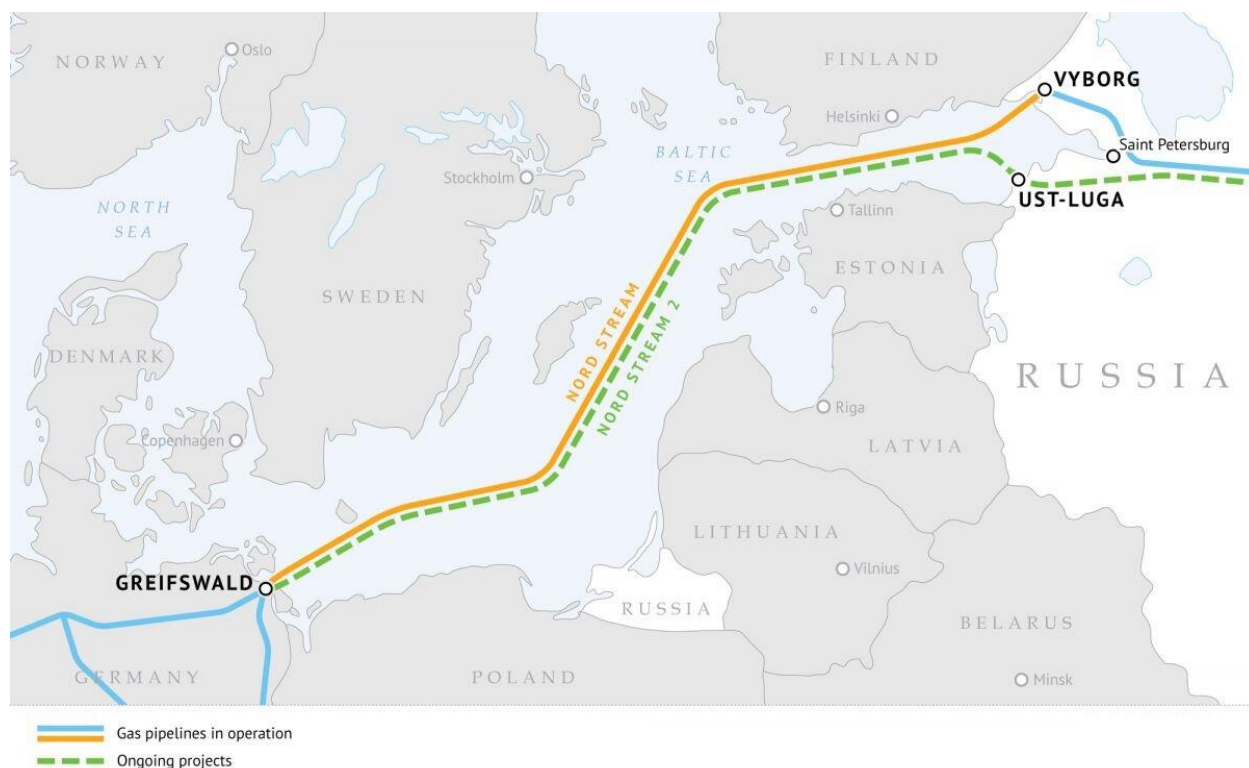 NORWAY
Oslo
FINLAND
VYBORG
Helsinki
Saint Petersburg
BALTIC
SEA
Stockholm
UST-LUGA
NORTH
SEA
Tallinn
ESTONIA
SWEDEN
NORD STREAM
NORD STREAM 2
DENMARK
RUSSIA
Riga
Copenhagen
LATVIA
LITHUANIA
GREIFSWALD
Vilnius
RUSSIA
BELARUS
GERMANY
POLAND
Minsk
Gas pipelines in operation
Ongoing projects